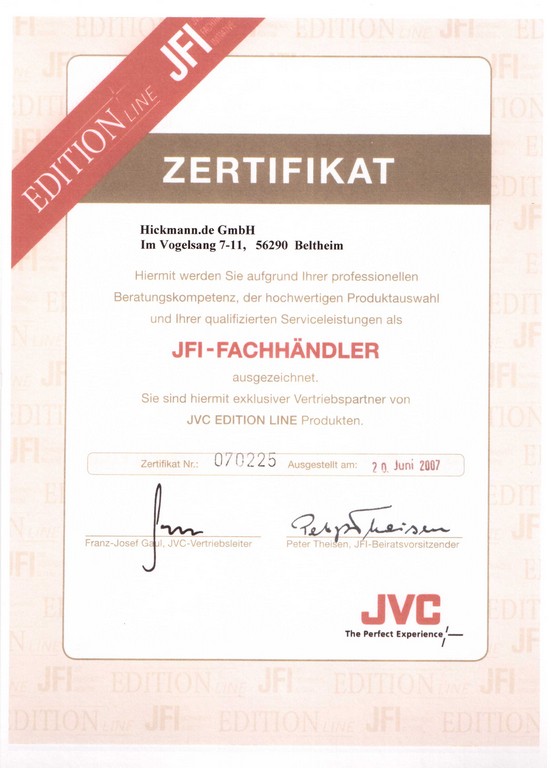 EDITION LINE JFI
ZERTIFIKAT
Hickmann.de GmbH
Im Vogelsang 7-11, 56290 Beltheim
Hiermit werden Sie aufgrund Ihrer professionellen
Beratungskompetenz, der hochwertigen Produktauswahl
und Ihrer qualifizierten Serviceleistungen als
JFI-FACHHÄNDLER
ausgezeichnet.
Sie sind hiermit exklusiver Vertriebspartner von
JVC EDITION LINE Produkten.
Zertifikat Nr.: 070225 Ausgestellt am: 20. Juni 2007
Peter Theisen
Franz-Josef Gaul, JVC-Vertriebsleiter Peter Theisen, JFI-Beiratsvorsitzender
JVC
The Perfect Experience